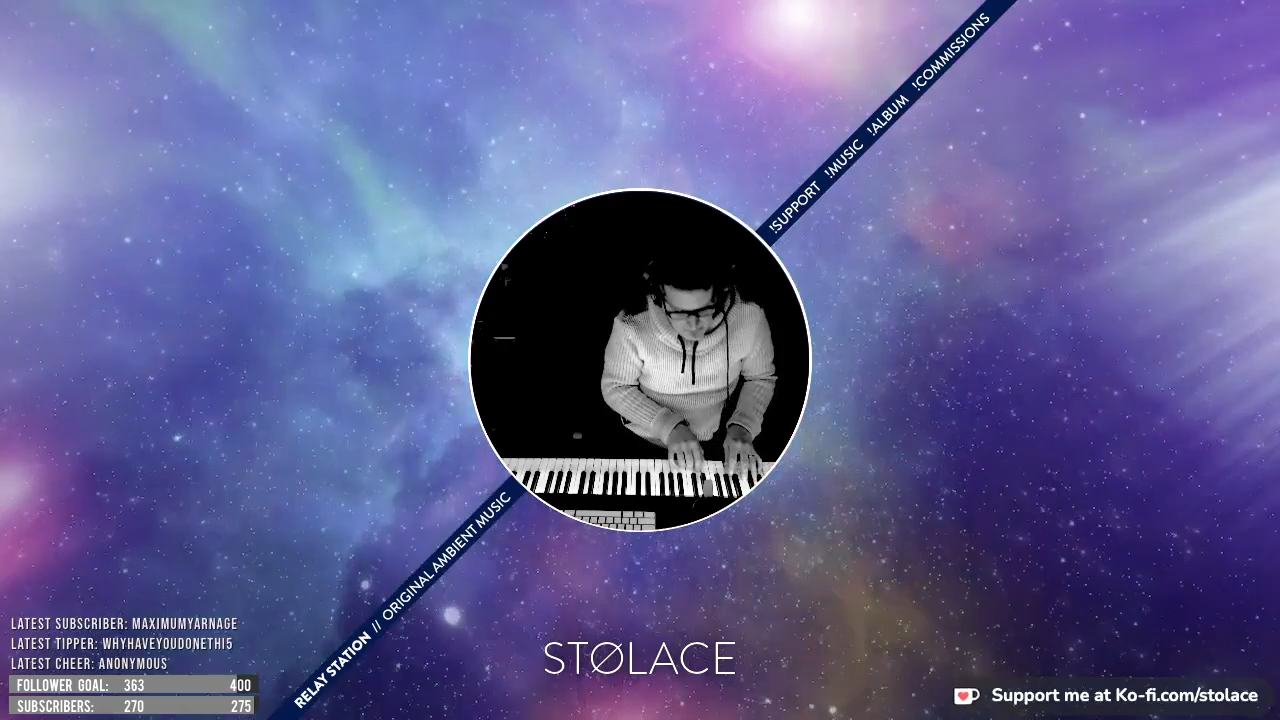 !SUPPORT !MUSIC !ALBUM !COMMISSIONS
RELAY STATION // ORIGINAL AMBIENT MUSIC
LATEST SUBSCRIBER: MAXIMUMYARNAGE
LATEST TIPPER: WHYHAVEYOUDONETHI5
LATEST CHEER: ANONYMOUS
FOLLOWER GOAL: 363 400
SUBSCRIBERS: 270 275
STØLACE
Support me at Ko-fi.com/stolace